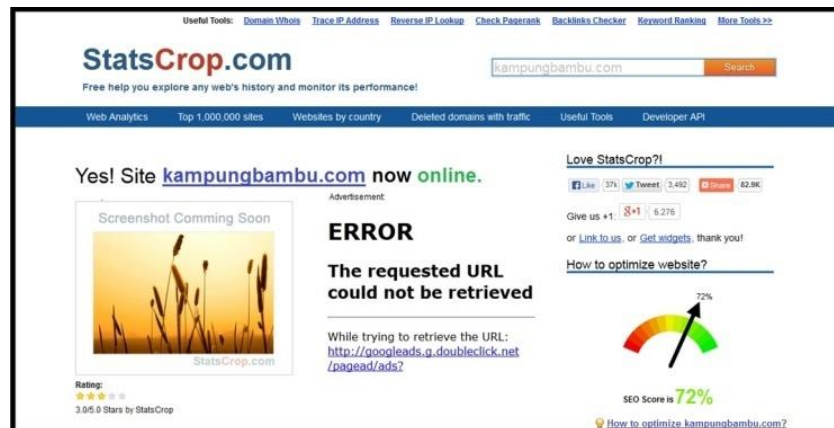 Useful Tools: Domain Whois Trace IP Address Reverse IP Lookup Check Pagerank Backlinks Checker Keyword Ranking More Tools >>
StatsCrop.com
Free help you explore any web's history and monitor its performance!
kampungbambu.com Search
Web Analytics Top 1,000,000 sites Websites by country Deleted domains with traffic Useful Tools Developer API
Yes! Site kampungbambu.com now online.
Screenshot Comming Soon
StatsCrop.com
Rating:
3.0/5.0 Stars by StatsCrop
Advertisement:
ERROR
The requested URL
could not be retrieved
While trying to retrieve the URL:
http://googleads.g.doubleclick.net
/pagead/ads?
Love StatsCrop?!
Like 37k Tweet 3,492 Share 82.9K
Give us +1: g+1 6.276
or Link to us, or Get widgets, thank you!
How to optimize website?
72%
SEO Score is 72%
How to optimize kampungbambu.com?